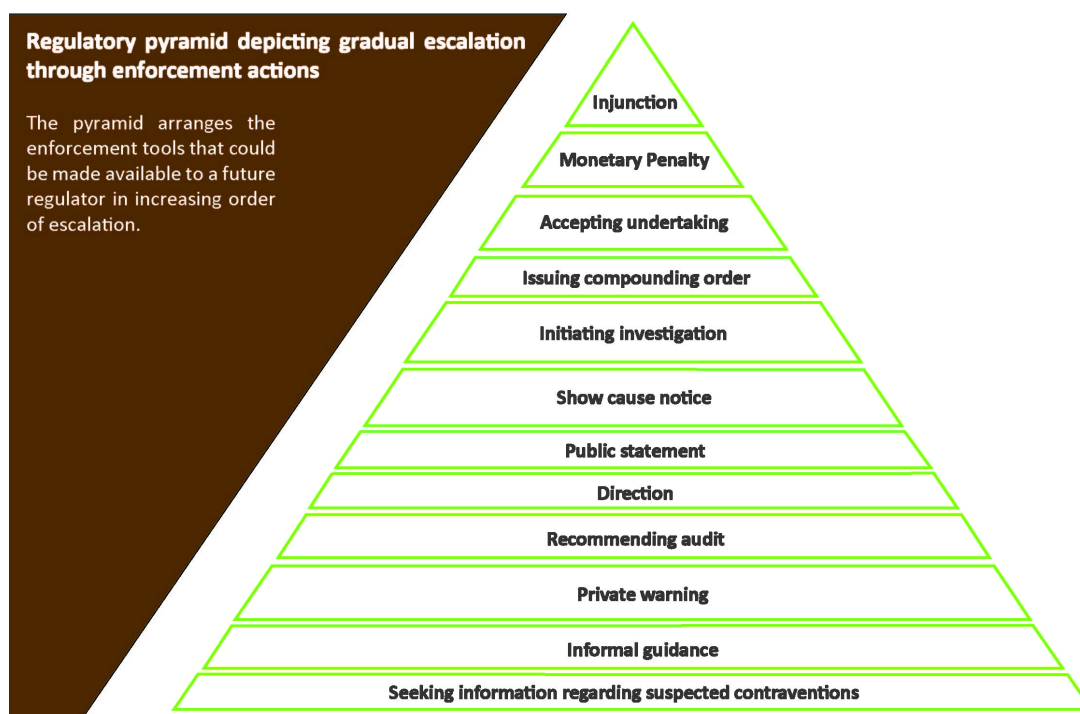 Regulatory pyramid depicting gradual escalation
through enforcement actions
The pyramid arranges the
enforcement tools that could
be made available to a future
regulator in increasing order
of escalation.
Injunction
Monetary Penalty
Accepting undertaking
Issuing compounding order
Initiating investigation
Show cause notice
Public statement
Direction
Recommending audit
Private warning
Informal guidance
Seeking information regarding suspected contraventions